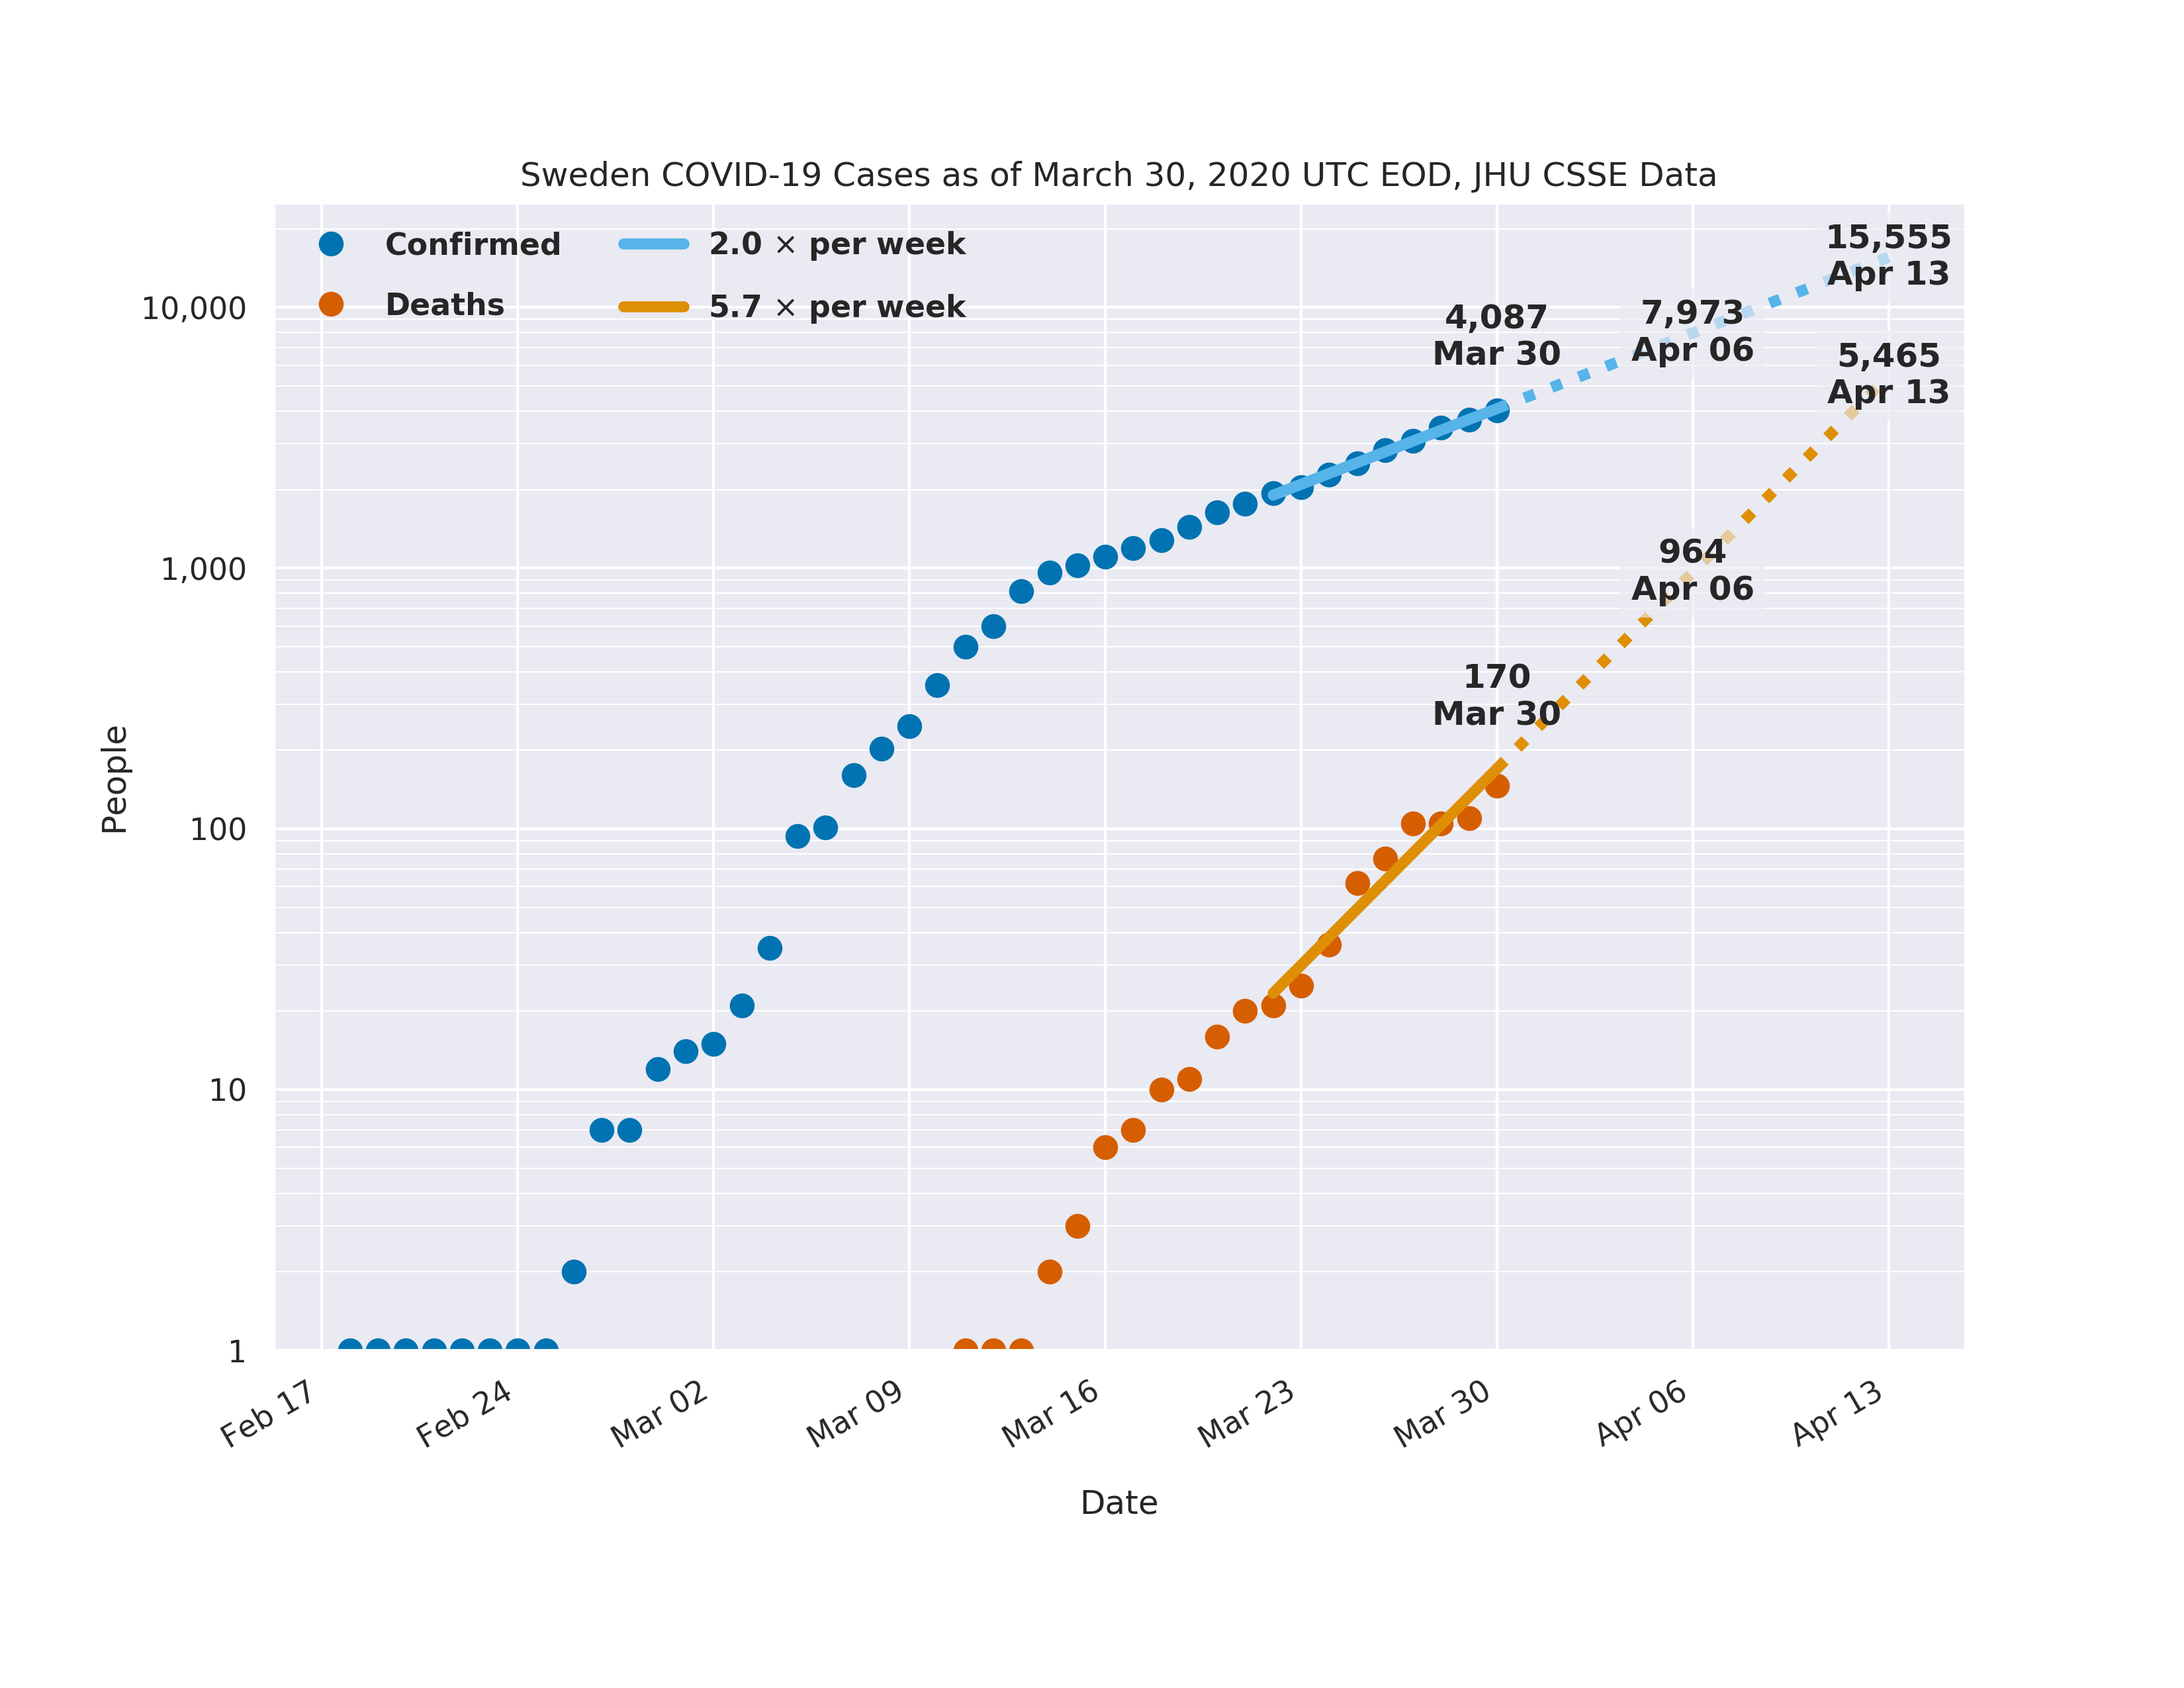 Sweden COVID-19 Cases as of March 30, 2020 UTC EOD, JHU CSSE Data
Confirmed
Deaths
2.0 × per week
5.7 × per week
15,555
Apr 13
4,087
Mar 30
7,973
Apr 06
5,465
Apr 13
964
Apr 06
170
Mar 30
People
10,000
1,000
100
10
1
Feb 17
Feb 24
Mar 02
Mar 09
Mar 16
Mar 23
Mar 30
Apr 06
Apr 13
Date